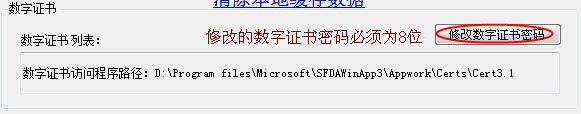 清除本地缓存数据
数字证书
数字证书列表：
修改的数字证书密码必须为8位
修改数字证书密码
数字证书访问程序路径：D:\Program files\Microsoft\SFDAWinApp3\Appwork\Certs\Cert3.1